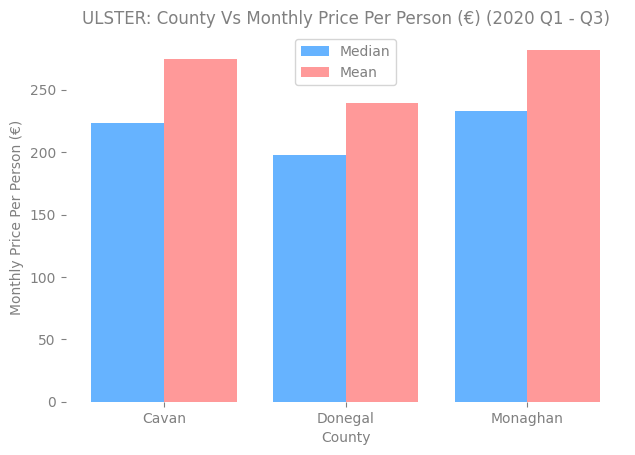 ULSTER: County Vs Monthly Price Per Person (€) (2020 Q1 - Q3)
Median
Mean
Monthly Price Per Person (€)
250
200
150
100
50
0
Cavan
Donegal
Monaghan
County